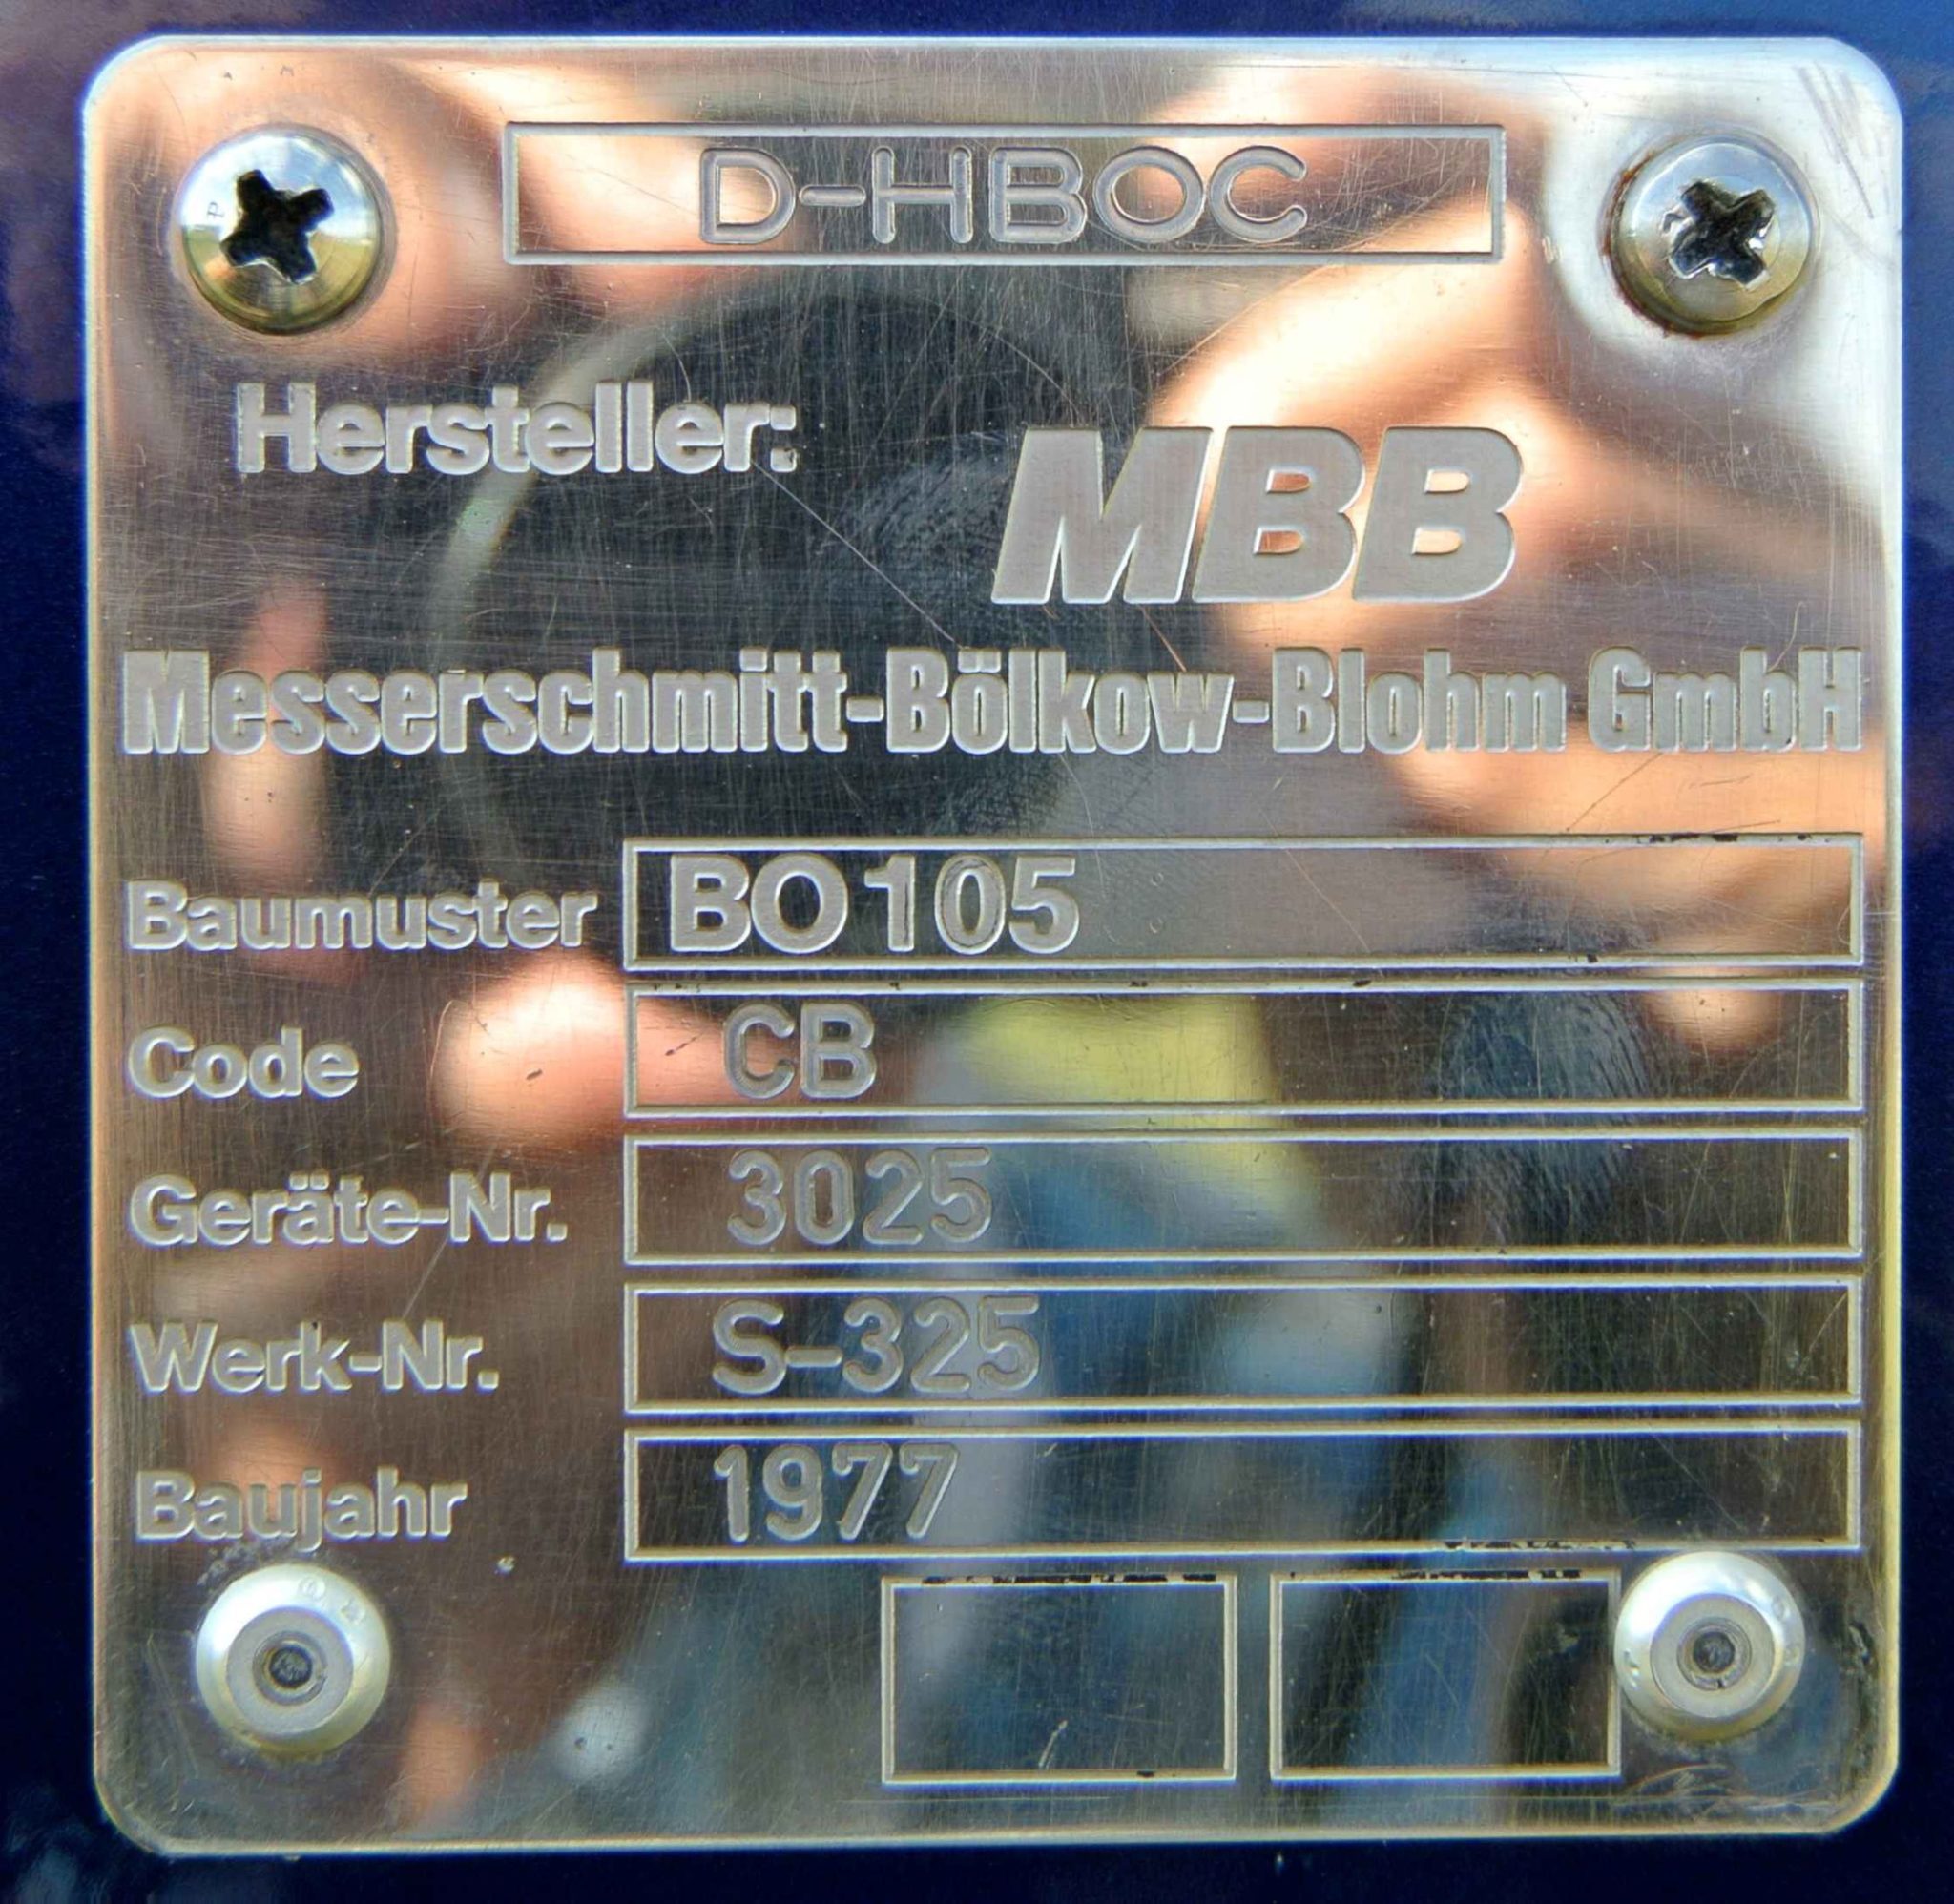 D-HBOC
Hersteller:
MBB
Messerschmitt-Bölkow-Blohm GmbH
Baumuster BO 105
Code CB
Geräte-Nr. 3025
Werk-Nr. S-325
Baujahr 1977